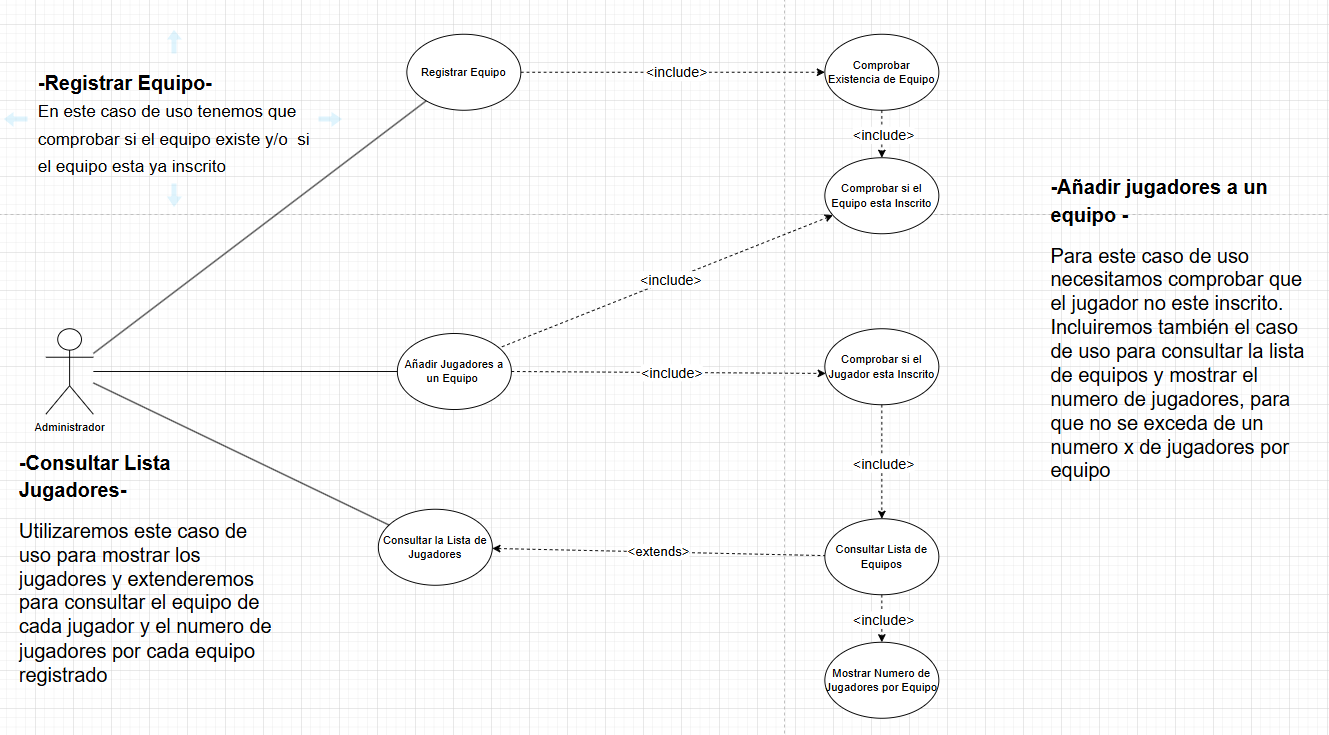 -Registrar Equipo-
En este caso de uso tenemos que
comprobar si el equipo existe y/o  si
el equipo esta ya inscrito
Registrar Equipo
<include>
Comprobar
Existencia de Equipo
<include>
Comprobar si el
Equipo esta Inscrito
<include>
Administrador
Añadir Jugadores a
un Equipo
<include>
Comprobar si el
Jugador esta Inscrito
<include>
-Consultar Lista
Jugadores-
Utilizaremos este caso de
uso para mostrar los
jugadores y extenderemos
para consultar el equipo de
cada jugador y el numero de
jugadores por cada equipo
registrado
Consultar la Lista de
Jugadores
<extends>
Consultar Lista de
Equipos
<include>
Mostrar Numero de
Jugadores por Equipo
-Añadir jugadores a un
equipo -
Para este caso de uso
necesitamos comprobar que
el jugador no este inscrito.
Incluiremos también el caso
de uso para consultar la lista
de equipos y mostrar el
numero de jugadores, para
que no se exceda de un
numero x de jugadores por
equipo